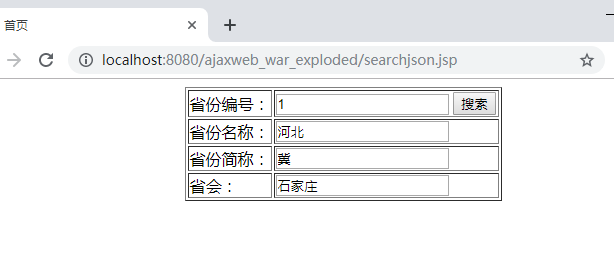 首页
localhost:8080/ajaxweb_war_exploded/searchjson.jsp
省份编号： 1 搜索
省份名称： 河北
省份简称： 冀
省会： 石家庄